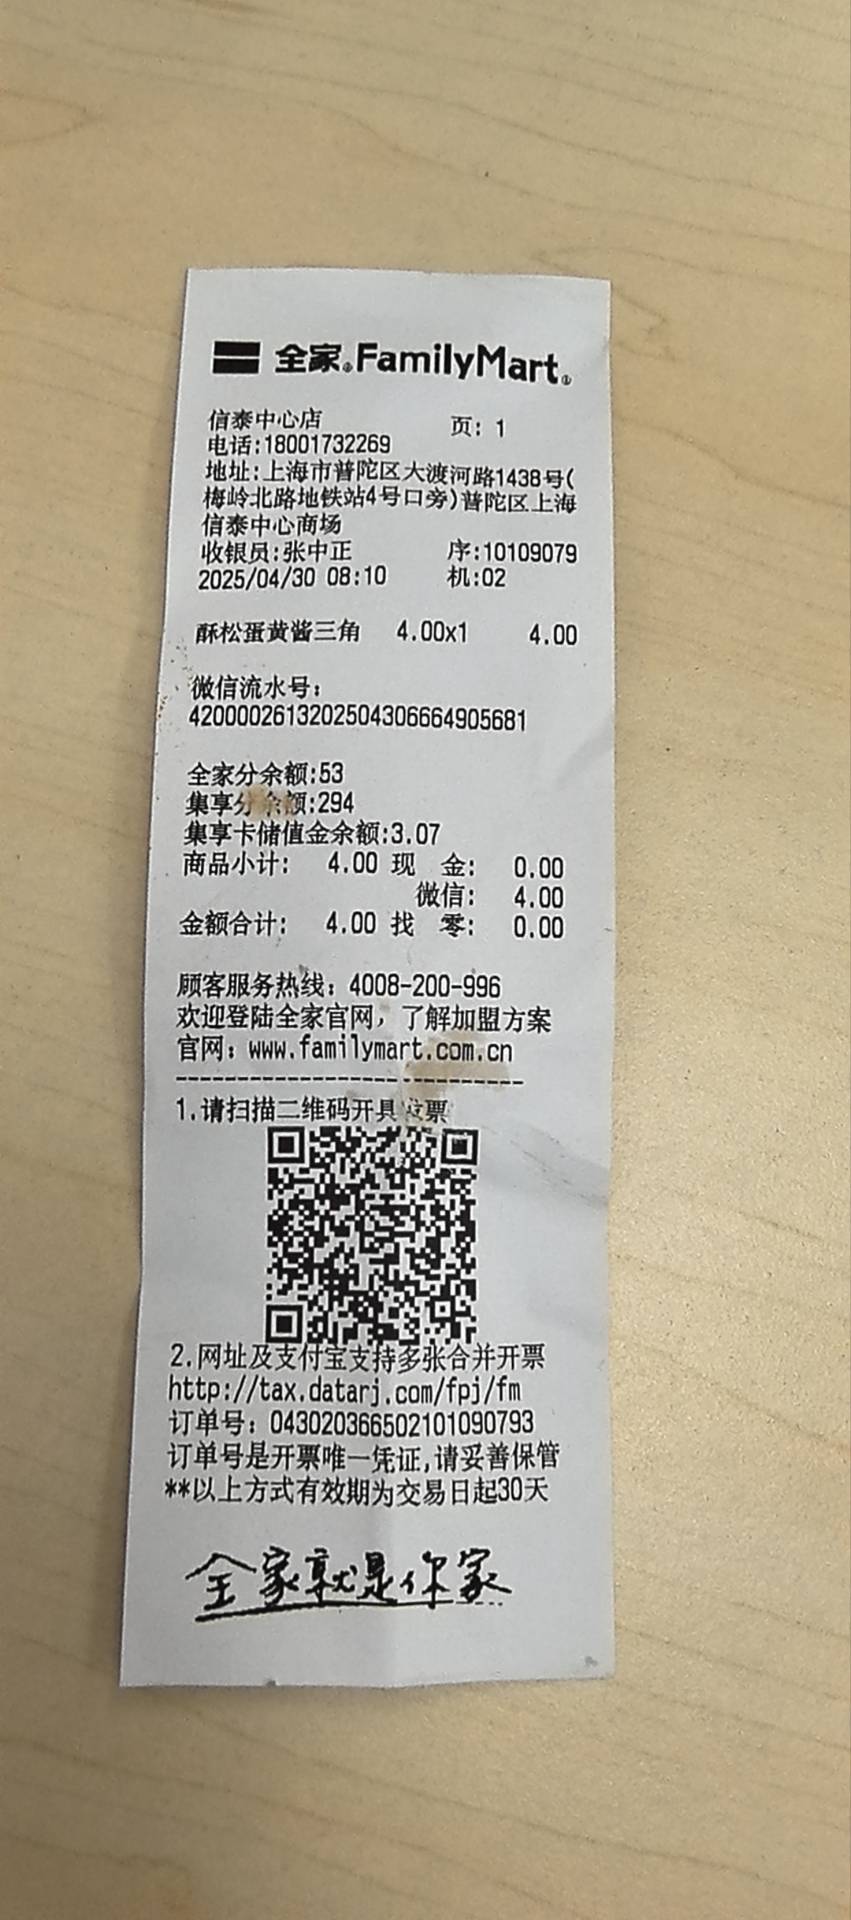 全家 FamilyMart
信泰中心店 页: 1
电话:18001732269
地址:上海市普陀区大渡河路1438号(
梅岭北路地铁站4号口旁)普陀区上海
信泰中心商场
收银员:张中正 序:10109079
2025/04/30 08:10 机:02
酥松蛋黄酱三角 4.00x1 4.00
微信流水号:
4200002613202504306664905681
全家分余额:53
集享分余额:294
集享卡储值金余额:3.07
商品小计: 4.00 现 金: 0.00
微信: 4.00
金额合计: 4.00 找 零: 0.00
顾客服务热线: 4008-200-996
欢迎登陆全家官网，了解加盟方案
官网: www.familymart.com.cn
1.请扫描二维码开具发票
2.网址及支付宝支持多张合并开票
http://tax.datarj.com/fpj/fm
订单号: 043020366502101090793
订单号是开票唯一凭证,请妥善保管
**以上方式有效期为交易日起30天
全家就是你家